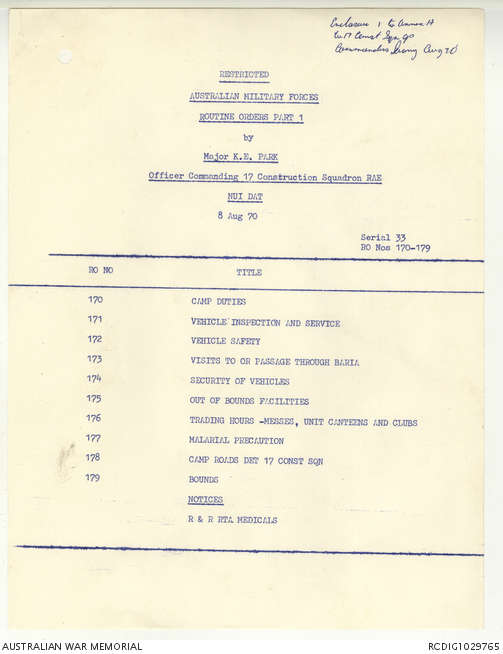 Enclosure 1 to Annex A
to 17 Const Sqn
Commanders Diary Aug 70
RESTRICTED
AUSTRALIAN MILITARY FORCES
ROUTINE ORDERS PART 1
by
Major K.E. PARK
Officer Commanding 17 Construction Squadron RAE
NUI DAT
8 Aug 70
Serial 33
RO Nos 170-179
RO NO TITLE
170 CAMP DUTIES
171 VEHICLE INSPECTION AND SERVICE
172 VEHICLE SAFETY
173 VISITS TO OR PASSAGE THROUGH BARIA
174 SECURITY OF VEHICLES
175 OUT OF BOUNDS FACILITIES
176 TRADING HOURS -MESSES, UNIT CANTEENS AND CLUBS
177 MALARIAL PRECAUTION
178 CAMP ROADS DET 17 CONST SQN
179 BOUNDS
NOTICES
R & R RTA MEDICALS
AUSTRALIAN WAR MEMORIAL RCDIG1029765